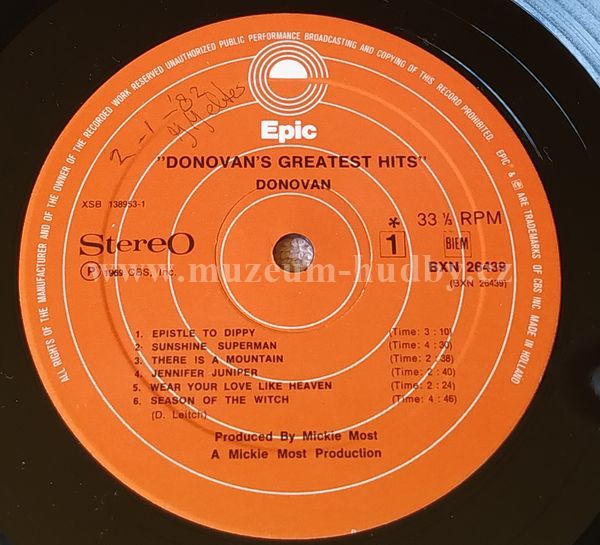 ALL RIGHTS OF THE MANUFACTURER AND OF THE OWNER OF THE RECORDED WORK RESERVED UNAUTHORIZED PUBLIC PERFORMANCE BROADCASTING AND COPYING OF THIS RECORD PROHIBITED. EPIC® & ARE TRADEMARKS OF CBS INC. MADE IN HOLLAND
2-1-'83
Epic
"DONOVAN'S GREATEST HITS"
DONOVAN
XSB 138953-1
* 33⅓ RPM
StereO 1 BIEM BXN 26439
Ⓟ 1969 CBS, Inc. (BXN 26439)
www.muzeum-hudby.cz
1. EPISTLE TO DIPPY (Time: 3:10)
2- SUNSHINE SUPERMAN (Time: 4:30)
3 THERE IS A MOUNTAIN (Time: 2:38)
4. JENNIFER JUNIPER (Time: 2:40)
5 WEAR YOUR LOVE LIKE HEAVEN (Time: 2:24)
6. SEASON OF THE WITCH (Time: 4:46)
(D. Leitch)
Produced By Mickie Most
A Mickie Most Production